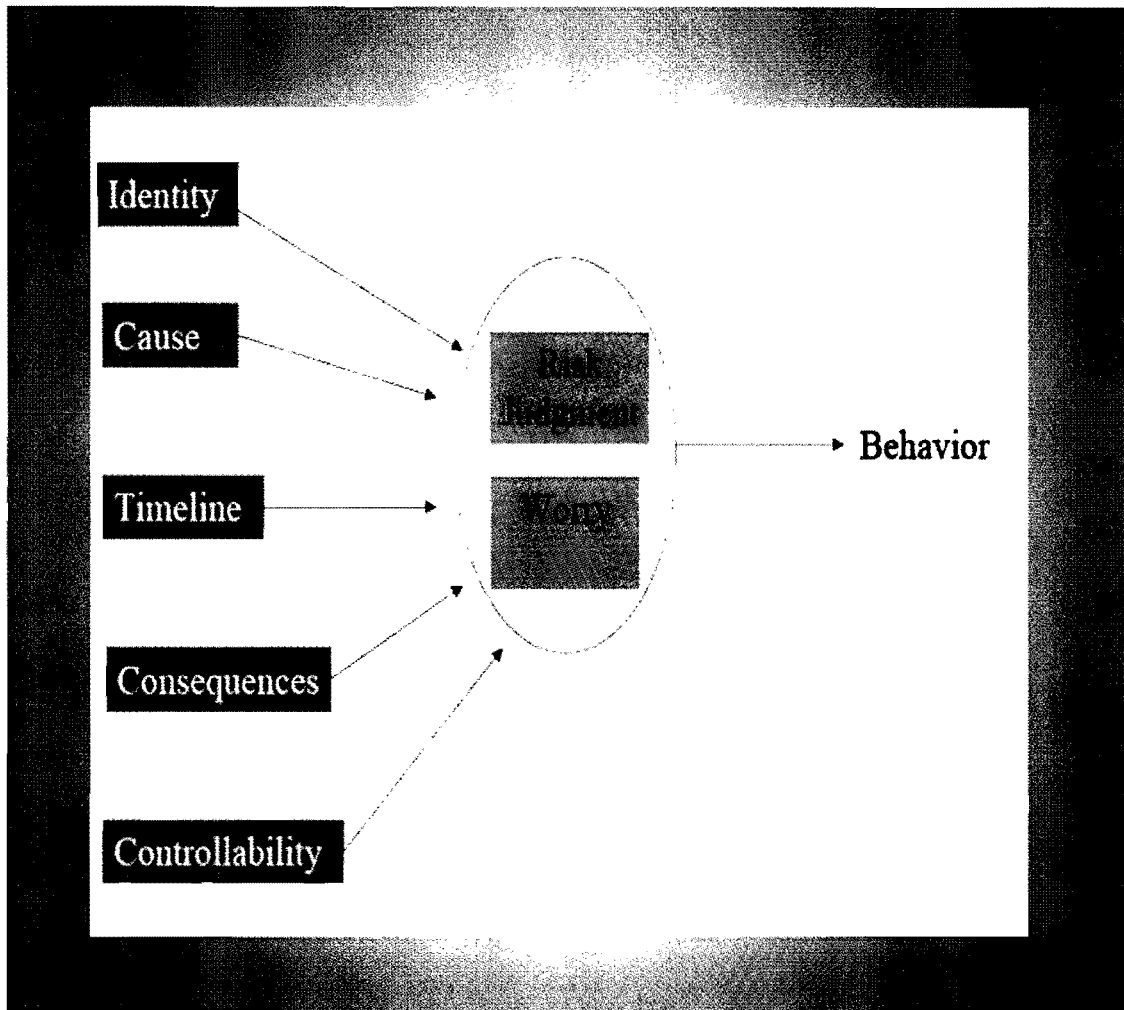 Identity
Cause
Timeline
Consequences
Controllability
Risk
Judgment
Worry
Behavior